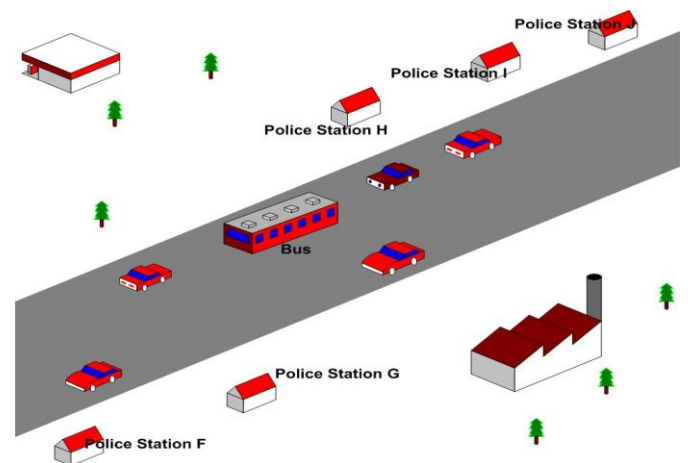 Police Station J
Police Station I
Police Station H
Bus
Police Station G
Police Station F